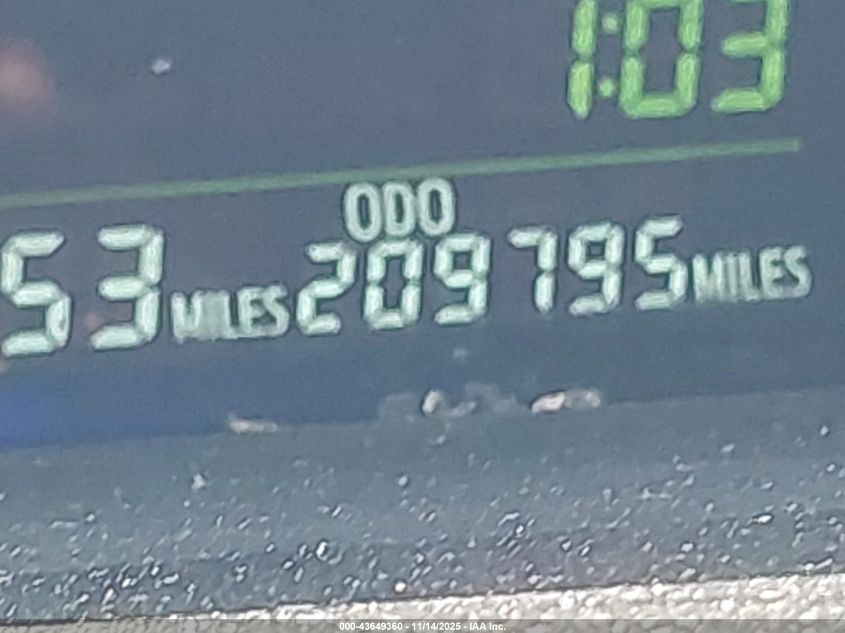 1:03
ODO
53 MILES 209795 MILES
000-43649360 - 11/14/2025 - IAA Inc.